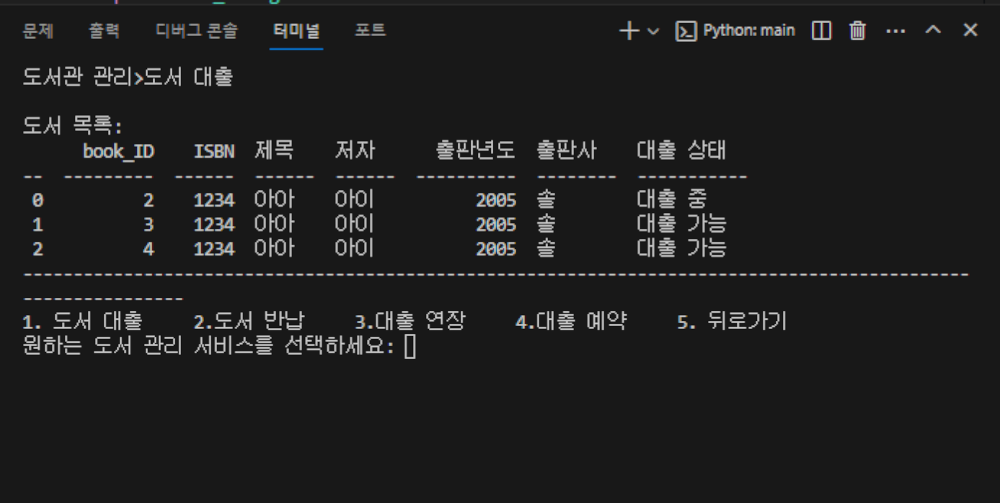 문제 출력 디버그 콘솔 터미널 포트 Python: main
도서관 관리>도서 대출
도서 목록:
book_ID ISBN 제목 저자 출판년도 출판사 대출 상태
-- --------- ------ ------ ------ ---------- -------- -----------
0 2 1234 아아 아이 2005 솔 대출 중
1 3 1234 아아 아이 2005 솔 대출 가능
2 4 1234 아아 아이 2005 솔 대출 가능
----------------------------------------------------------------------------------------------
----------------
1. 도서 대출 2.도서 반납 3.대출 연장 4.대출 예약 5. 뒤로가기
원하는 도서 관리 서비스를 선택하세요: